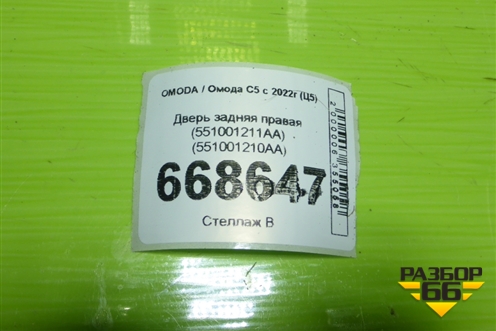 OMODA / Омода C5 с 2022г (Ц5)
Дверь задняя правая
(551001211AA)
(551001210AA)
668647
Стеллаж В
РАЗБОР
66